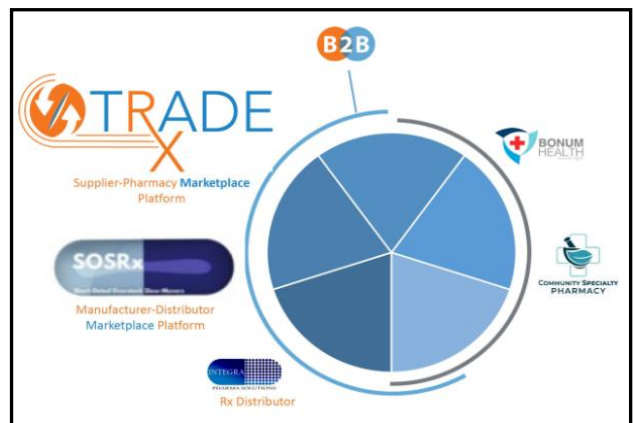 B2B
TRADE
X
Supplier-Pharmacy Marketplace
Platform
BONUM
HEALTH
SOSRx
Manufacturer-Distributor
Marketplace Platform
COMMUNITY SPECIALTY
PHARMACY
INTEGRA
PHARMA SOLUTIONS
Rx Distributor